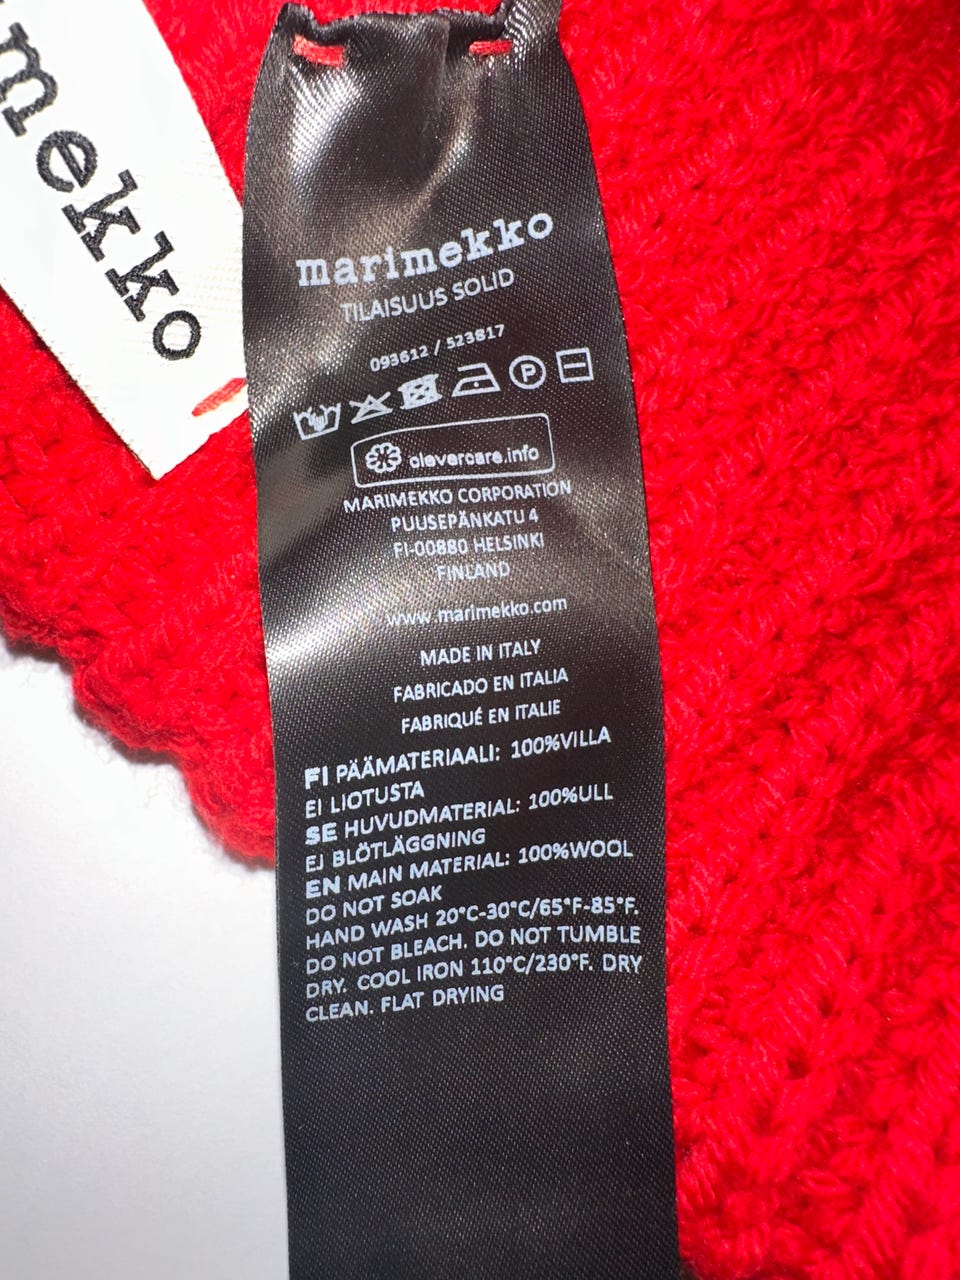 mekko
marimekko
TILAISUUS SOLID
093612 / 523817
P
clevercare.info
MARIMEKKO CORPORATION
PUUSEPÄNKATU 4
FI-00880 HELSINKI
FINLAND
www.marimekko.com
MADE IN ITALY
FABRICADO EN ITALIA
FABRIQUÉ EN ITALIE
FI PÄÄMATERIAALI: 100%VILLA
EI LIOTUSTA
SE HUVUDMATERIAL: 100%ULL
EJ BLÖTLÄGGNING
EN MAIN MATERIAL: 100%WOOL
DO NOT SOAK
HAND WASH 20°C-30°C/65°F-85°F.
DO NOT BLEACH. DO NOT TUMBLE
DRY. COOL IRON 110°C/230°F. DRY
CLEAN. FLAT DRYING